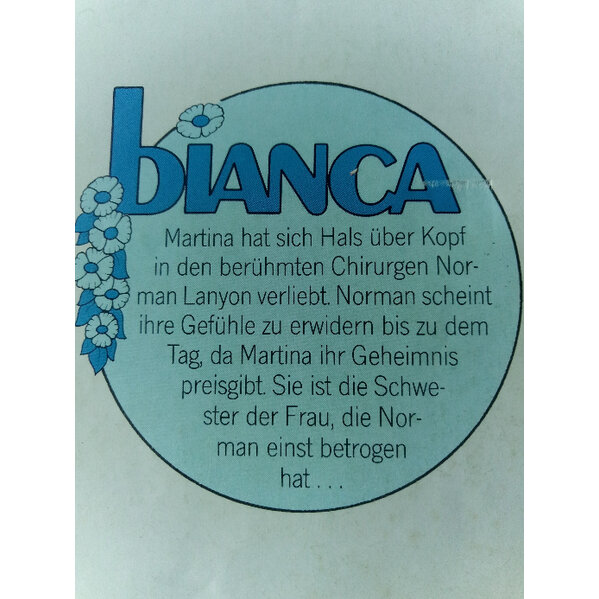 bIANCA
Martina hat sich Hals über Kopf
in den berühmten Chirurgen Nor-
man Lanyon verliebt. Norman scheint
ihre Gefühle zu erwidern bis zu dem
Tag, da Martina ihr Geheimnis
preisgibt. Sie ist die Schwe-
ster der Frau, die Nor-
man einst betrogen
hat . . .